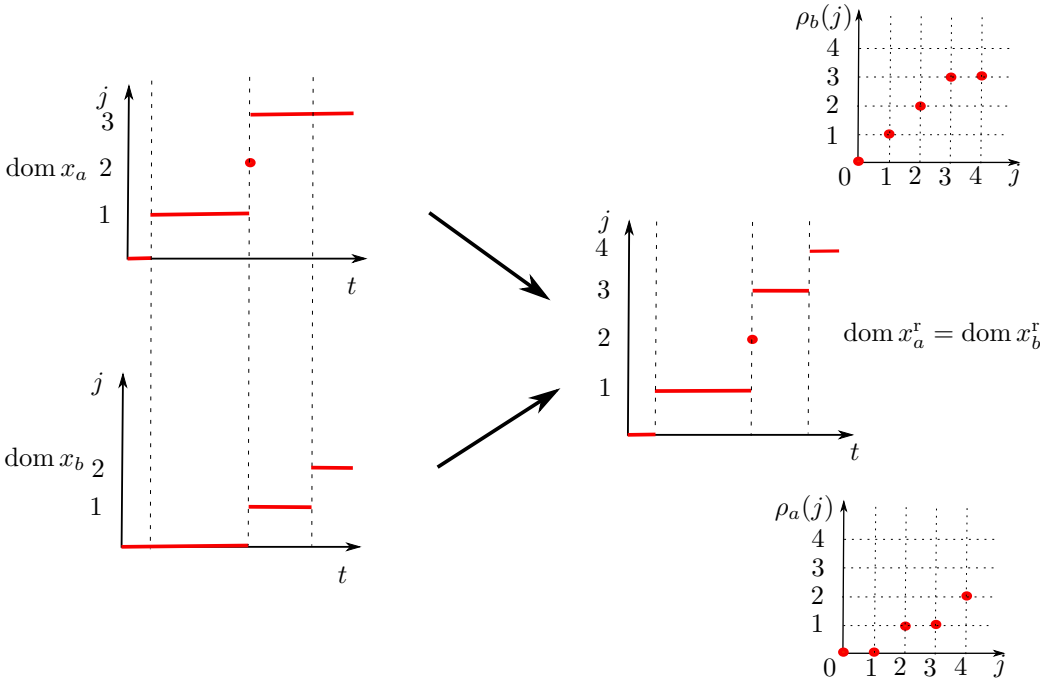 j
3
dom x_a 2
1
t
j
dom x_b 2
1
t
ρ_b(j)
4
3
2
1
0 1 2 3 4 j
j
4
3
2
1
t
dom x_a^r = dom x_b^r
ρ_a(j)
4
3
2
1
0 1 2 3 4 j